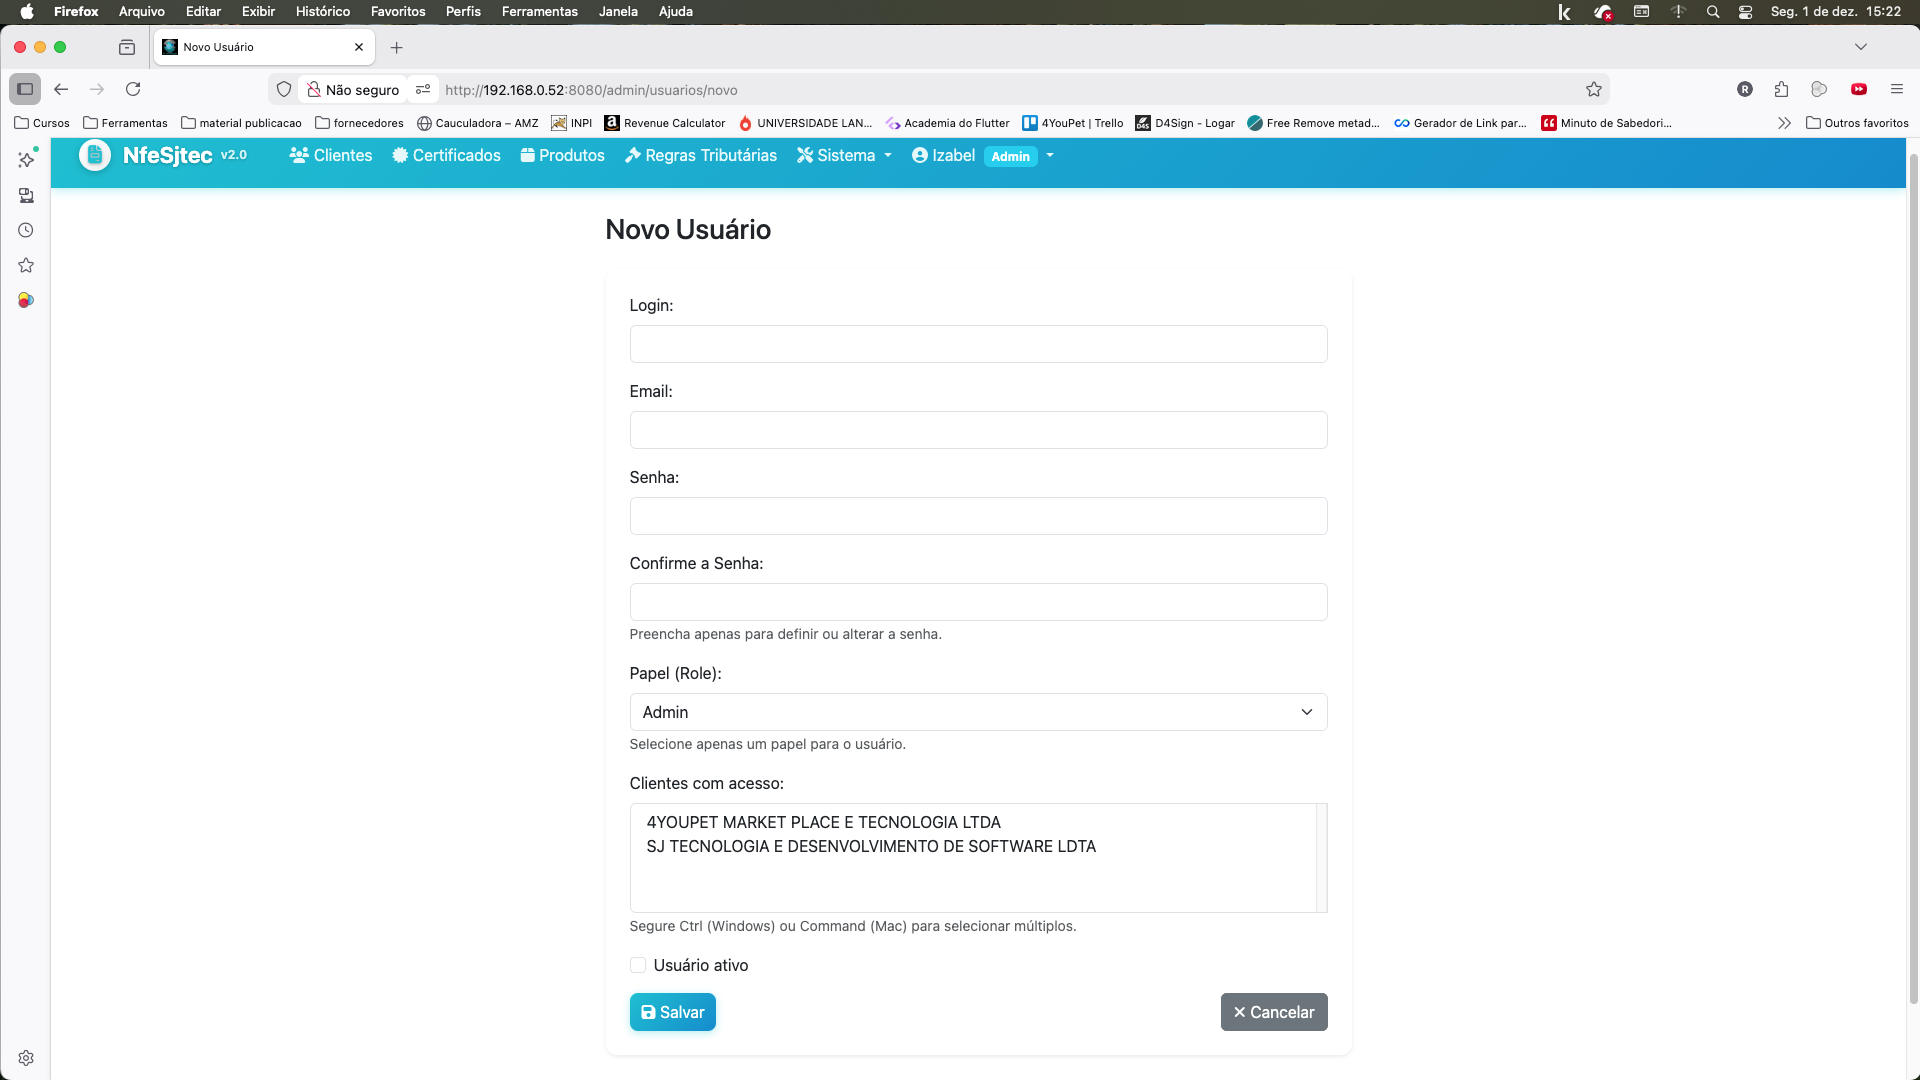 Firefox Arquivo Editar Exibir Histórico Favoritos Perfis Ferramentas Janela Ajuda Seg. 1 de dez. 15:22
Novo Usuário
Não seguro http://192.168.0.52:8080/admin/usuarios/novo
Cursos Ferramentas material publicacao fornecedores Cauculadora – AMZ INPI Revenue Calculator UNIVERSIDADE LAN... Academia do Flutter 4YouPet | Trello D4Sign - Logar Free Remove metad... Gerador de Link par... Minuto de Sabedori... Outros favoritos
NfeSjtec v2.0 Clientes Certificados Produtos Regras Tributárias Sistema Izabel Admin
Novo Usuário
Login:
Email:
Senha:
Confirme a Senha:
Preencha apenas para definir ou alterar a senha.
Papel (Role):
Admin
Selecione apenas um papel para o usuário.
Clientes com acesso:
4YOUPET MARKET PLACE E TECNOLOGIA LTDA
SJ TECNOLOGIA E DESENVOLVIMENTO DE SOFTWARE LDTA
Segure Ctrl (Windows) ou Command (Mac) para selecionar múltiplos.
Usuário ativo
Salvar Cancelar